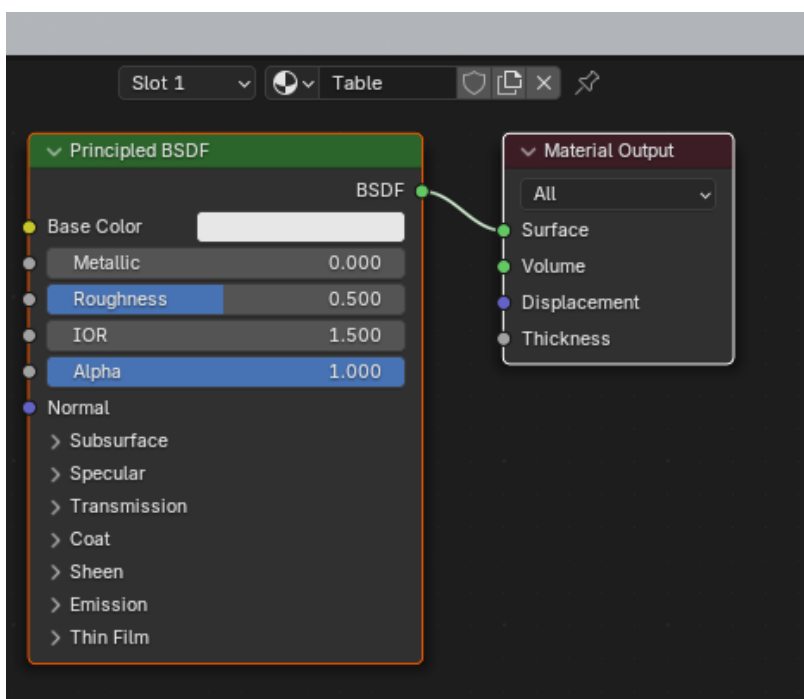 Slot 1 Table
Principled BSDF
BSDF
Base Color
Metallic 0.000
Roughness 0.500
IOR 1.500
Alpha 1.000
Normal
Subsurface
Specular
Transmission
Coat
Sheen
Emission
Thin Film
Material Output
All
Surface
Volume
Displacement
Thickness